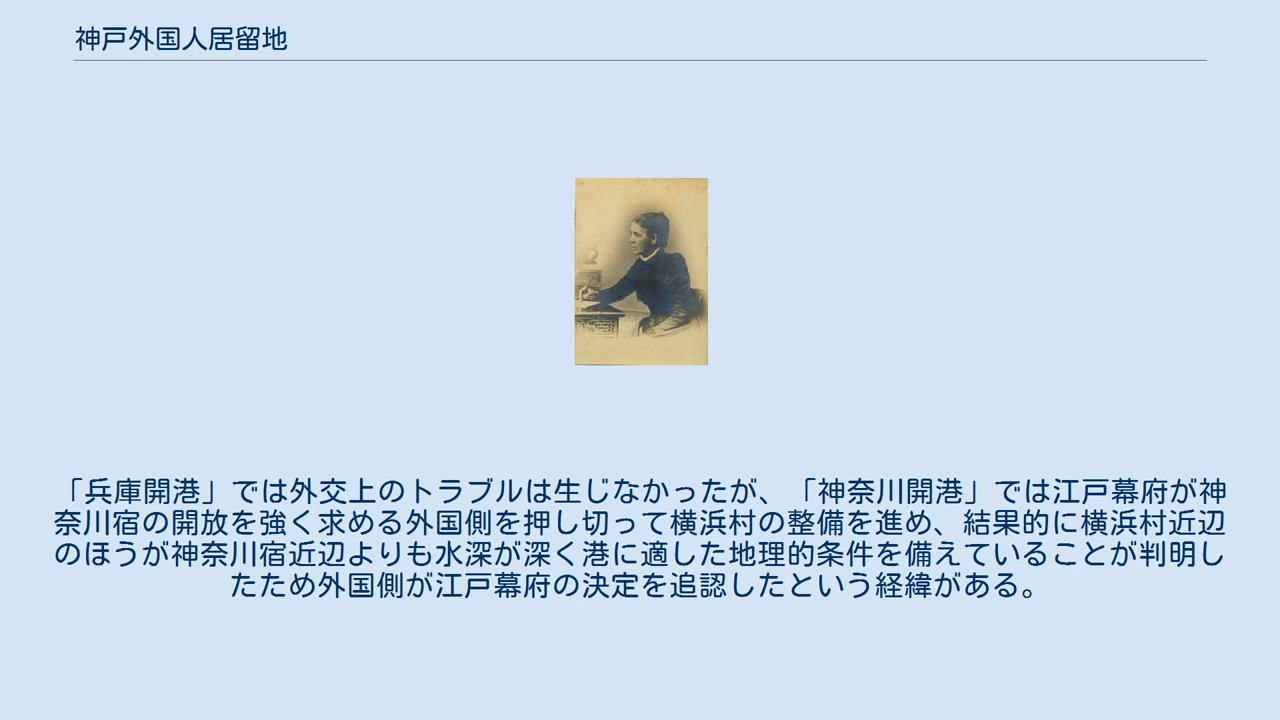 神戸外国人居留地
「兵庫開港」では外交上のトラブルは生じなかったが、「神奈川開港」では江戸幕府が神
奈川宿の開放を強く求める外国側を押し切って横浜村の整備を進め、結果的に横浜村近辺
のほうが神奈川宿近辺よりも水深が深く港に適した地理的条件を備えていることが判明し
たため外国側が江戸幕府の決定を追認したという経緯がある。